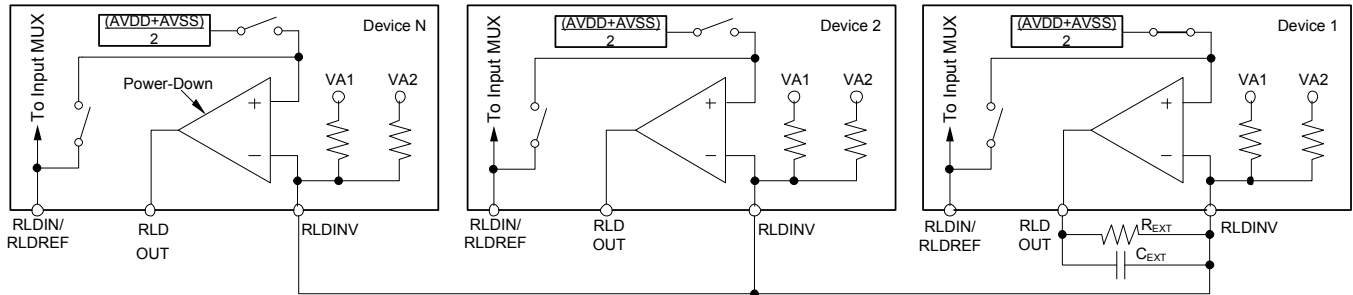 To Input MUX
(AVDD+AVSS)
2
Device N
Power-Down
VA1
VA2
+
−
RLDIN/
RLDREF
RLD
OUT
RLDINV
To Input MUX
(AVDD+AVSS)
2
Device 2
VA1
VA2
+
−
RLDIN/
RLDREF
RLD
OUT
RLDINV
To Input MUX
(AVDD+AVSS)
2
Device 1
VA1
VA2
+
−
RLDIN/
RLDREF
RLD
OUT
RLDINV
REXT
CEXT